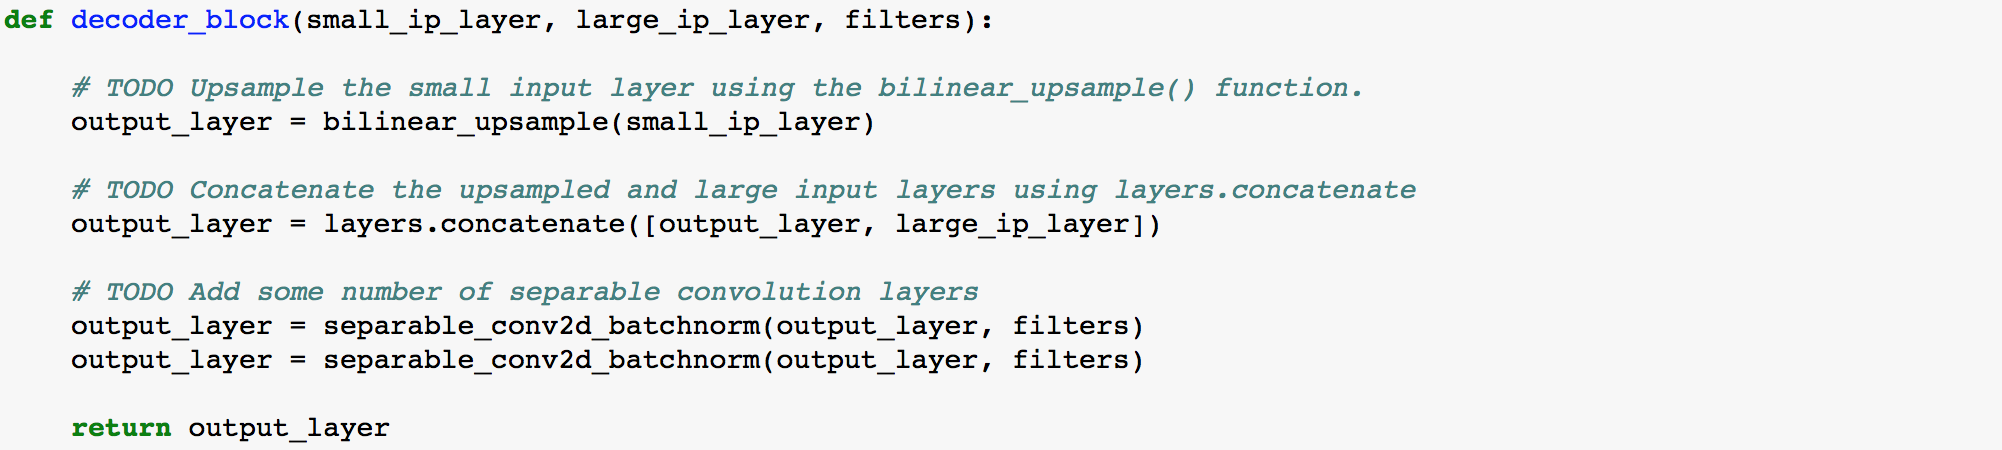 def decoder_block(small_ip_layer, large_ip_layer, filters):
    # TODO Upsample the small input layer using the bilinear_upsample() function.
    output_layer = bilinear_upsample(small_ip_layer)
    # TODO Concatenate the upsampled and large input layers using layers.concatenate
    output_layer = layers.concatenate([output_layer, large_ip_layer])
    # TODO Add some number of separable convolution layers
    output_layer = separable_conv2d_batchnorm(output_layer, filters)
    output_layer = separable_conv2d_batchnorm(output_layer, filters)
    return output_layer